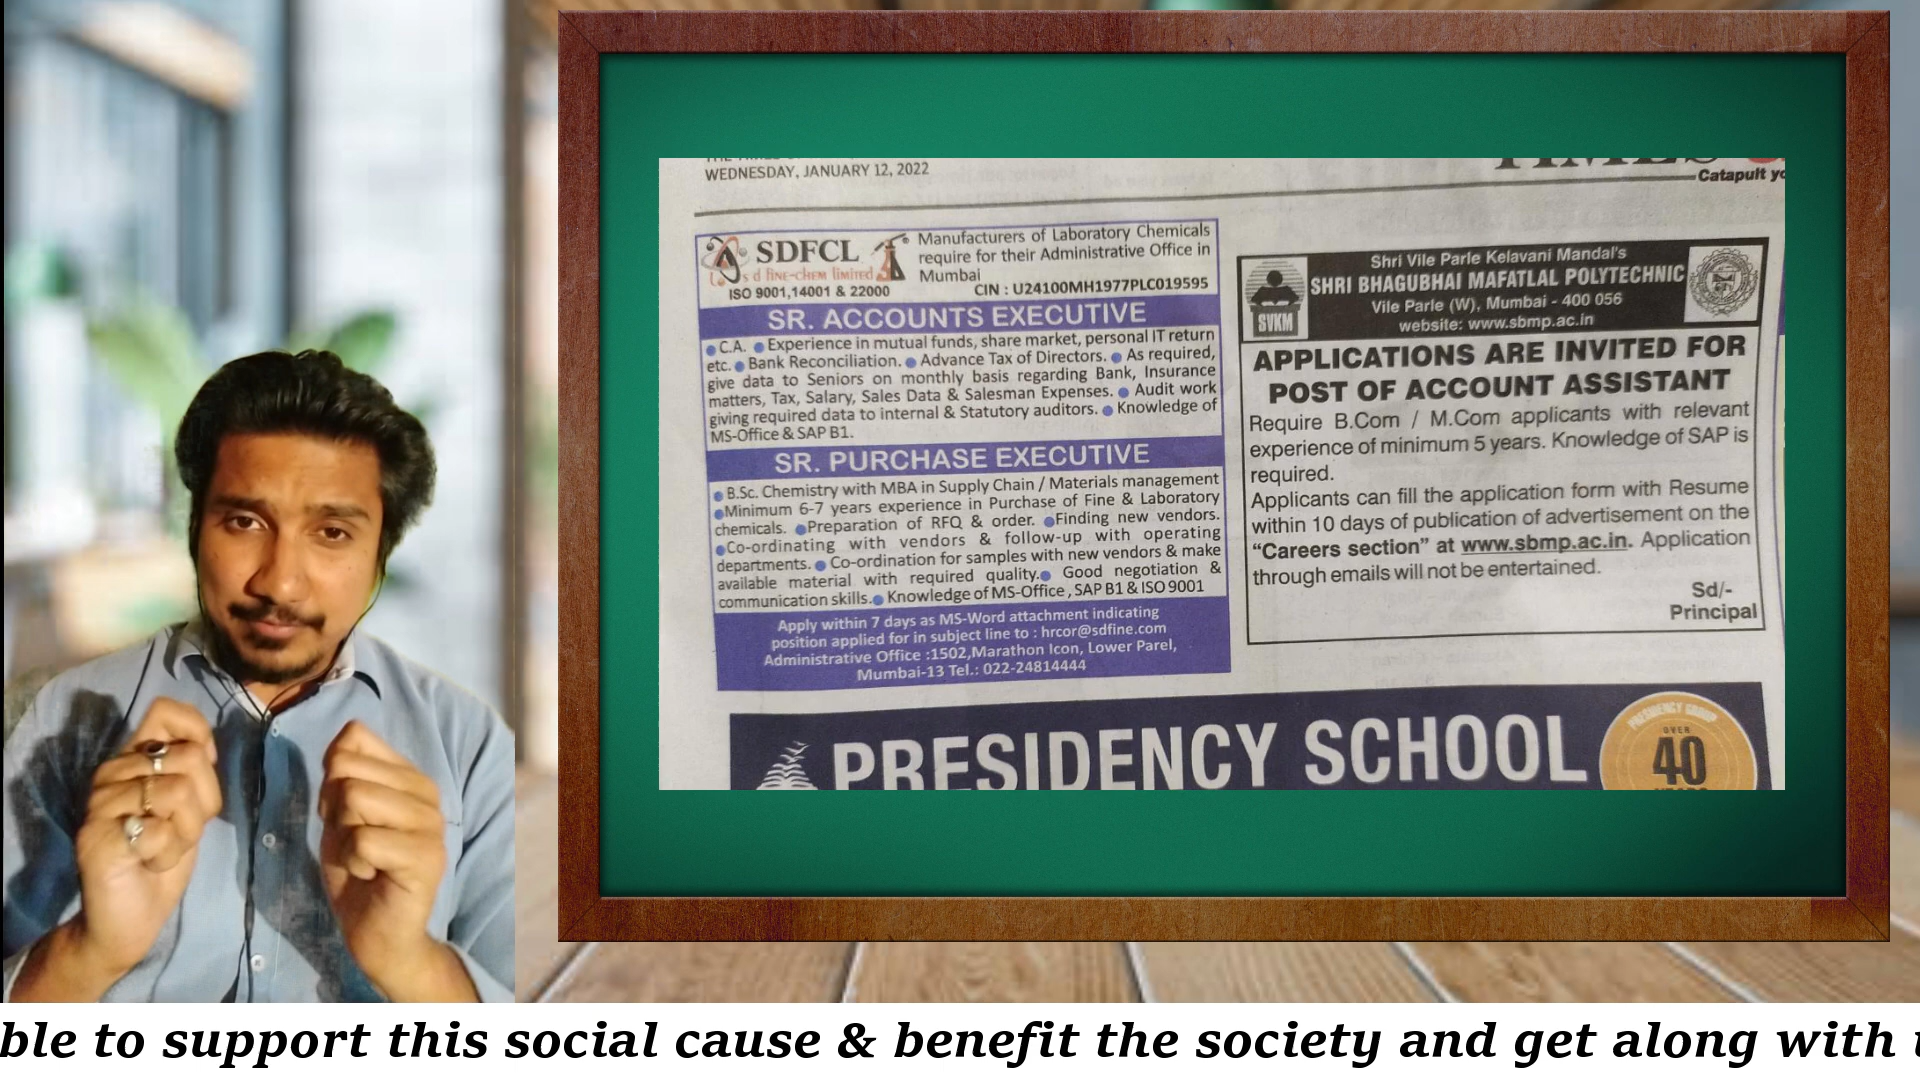 WEDNESDAY, JANUARY 12, 2022
TIMES
Catapult
SDFCL
s d fine-chem limited
ISO 9001,14001 & 22000
Manufacturers of Laboratory Chemicals
require for their Administrative Office in
Mumbai
CIN : U24100MH1977PLC019595
SR. ACCOUNTS EXECUTIVE
● C.A. ● Experience in mutual funds, share market, personal IT return
etc. ● Bank Reconciliation. ● Advance Tax of Directors. ● As required,
give data to Seniors on monthly basis regarding Bank, Insurance
matters, Tax, Salary, Sales Data & Salesman Expenses. ● Audit work
giving required data to internal & Statutory auditors. ● Knowledge of
MS-Office & SAP B1.
SR. PURCHASE EXECUTIVE
● B.Sc. Chemistry with MBA in Supply Chain / Materials management
●Minimum 6-7 years experience in Purchase of Fine & Laboratory
chemicals. ●Preparation of RFQ & order. ●Finding new vendors.
●Co-ordinating with vendors & follow-up with operating
departments. ● Co-ordination for samples with new vendors & make
available material with required quality.● Good negotiation &
communication skills.● Knowledge of MS-Office , SAP B1 & ISO 9001
Apply within 7 days as MS-Word attachment indicating
position applied for in subject line to : hrcor@sdfine.com
Administrative Office :1502,Marathon Icon, Lower Parel,
Mumbai-13 Tel.: 022-24814444
SVKM
Shri Vile Parle Kelavani Mandal's
SHRI BHAGUBHAI MAFATLAL POLYTECHNIC
Vile Parle (W), Mumbai - 400 056
website: www.sbmp.ac.in
APPLICATIONS ARE INVITED FOR
POST OF ACCOUNT ASSISTANT
Require B.Com / M.Com applicants with relevant
experience of minimum 5 years. Knowledge of SAP is
required.
Applicants can fill the application form with Resume
within 10 days of publication of advertisement on the
“Careers section” at www.sbmp.ac.in. Application
through emails will not be entertained.
Sd/-
Principal
PRESIDENCY SCHOOL
PRESIDENCY GROUP
OVER
40
YEARS
to support this social cause & benefit the society and get along with